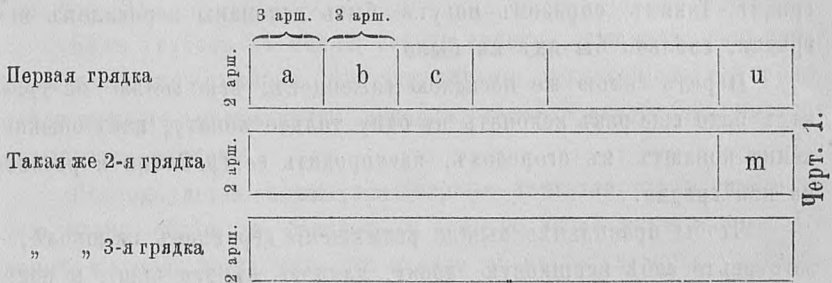 3 арш. 3 арш.
Первая грядка 2 арш. a b c u
Такая же 2-я грядка 2 арш. m
„ „ 3-я грядка 2 арш.
Черт. 1.